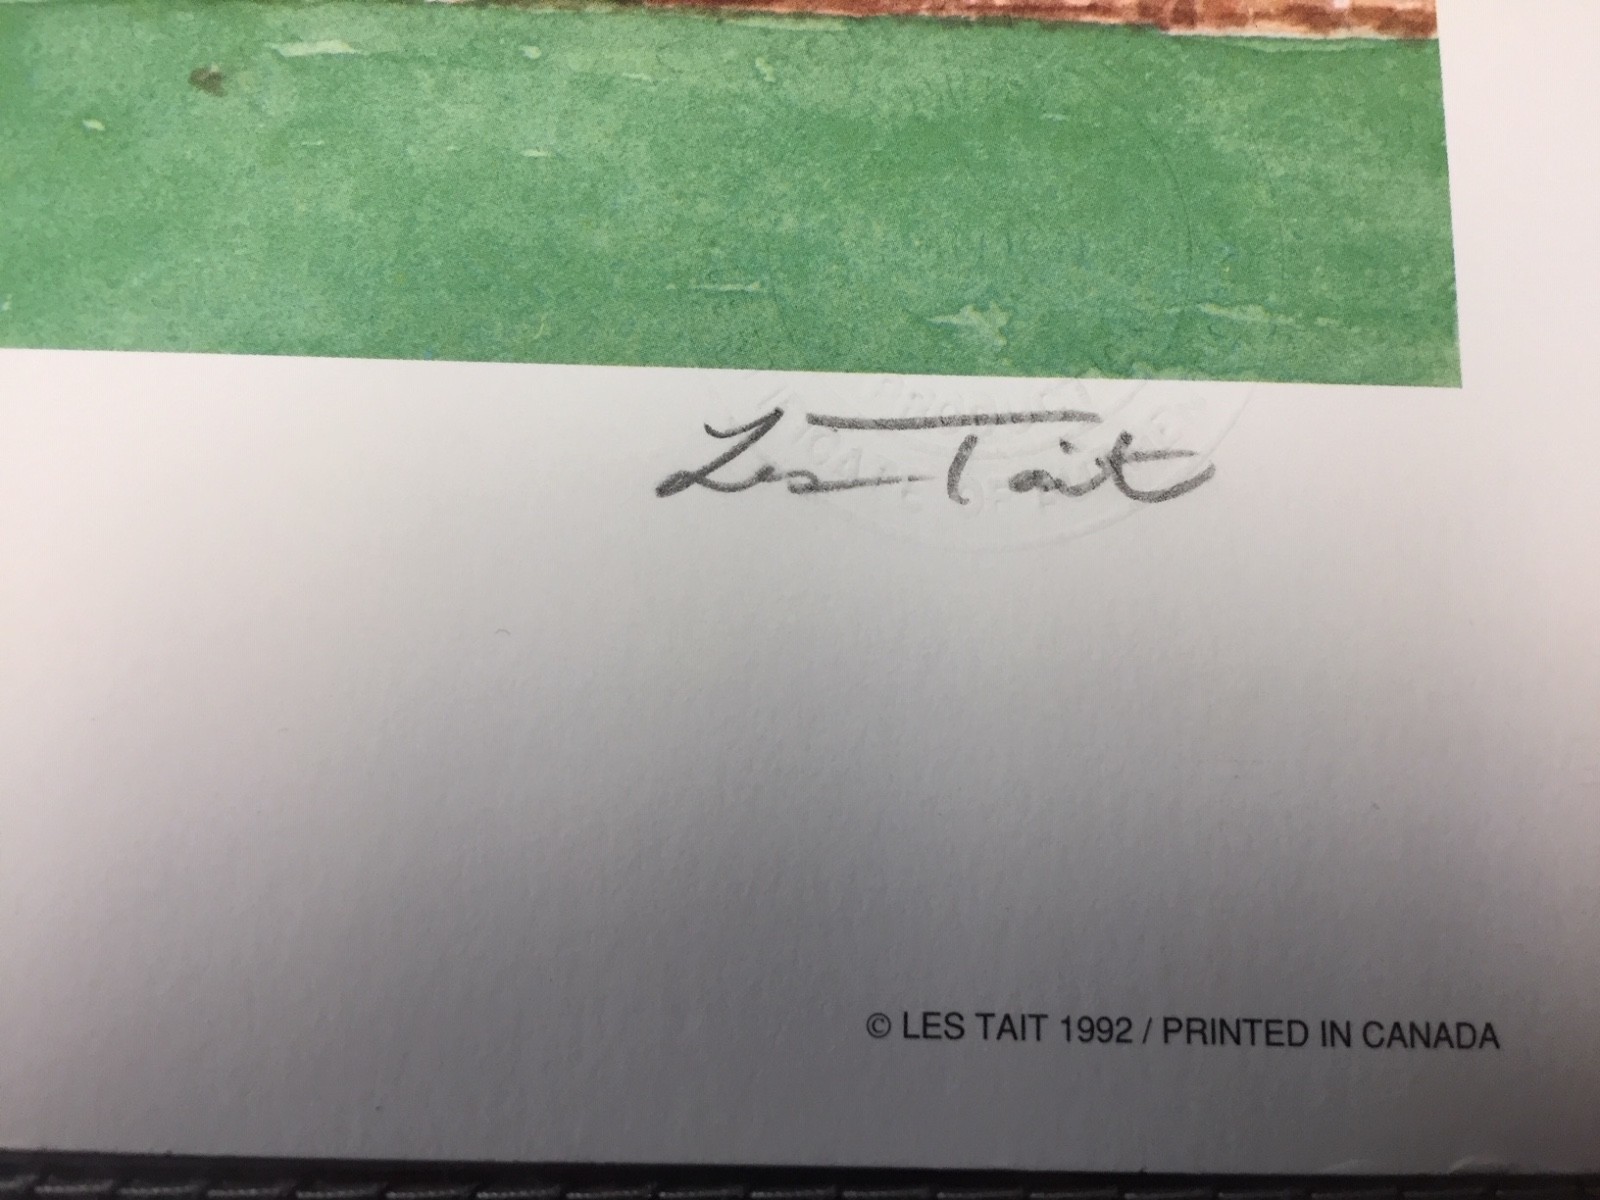 Les Tait
© LES TAIT 1992 / PRINTED IN CANADA